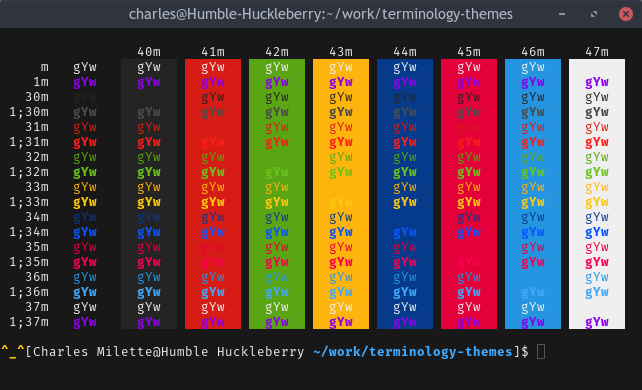 charles@Humble-Huckleberry:~/work/terminology-themes
40m 41m 42m 43m 44m 45m 46m 47m
m gYw gYw gYw gYw gYw gYw gYw gYw gYw
1m gYw gYw gYw gYw gYw gYw gYw gYw gYw
30m gYw gYw gYw gYw gYw gYw gYw gYw gYw
1;30m gYw gYw gYw gYw gYw gYw gYw gYw gYw
31m gYw gYw gYw gYw gYw gYw gYw gYw gYw
1;31m gYw gYw gYw gYw gYw gYw gYw gYw gYw
32m gYw gYw gYw gYw gYw gYw gYw gYw
1;32m gYw gYw gYw gYw gYw gYw gYw gYw gYw
33m gYw gYw gYw gYw gYw gYw gYw gYw
1;33m gYw gYw gYw gYw gYw gYw gYw gYw gYw
34m gYw gYw gYw gYw gYw gYw gYw gYw
1;34m gYw gYw gYw gYw gYw gYw gYw gYw gYw
35m gYw gYw gYw gYw gYw gYw gYw gYw
1;35m gYw gYw gYw gYw gYw gYw gYw gYw
36m gYw gYw gYw gYw gYw gYw gYw gYw
1;36m gYw gYw gYw gYw gYw gYw gYw gYw gYw
37m gYw gYw gYw gYw gYw gYw gYw gYw
1;37m gYw gYw gYw gYw gYw gYw gYw gYw gYw
^_^[Charles Milette@Humble Huckleberry ~/work/terminology-themes]$